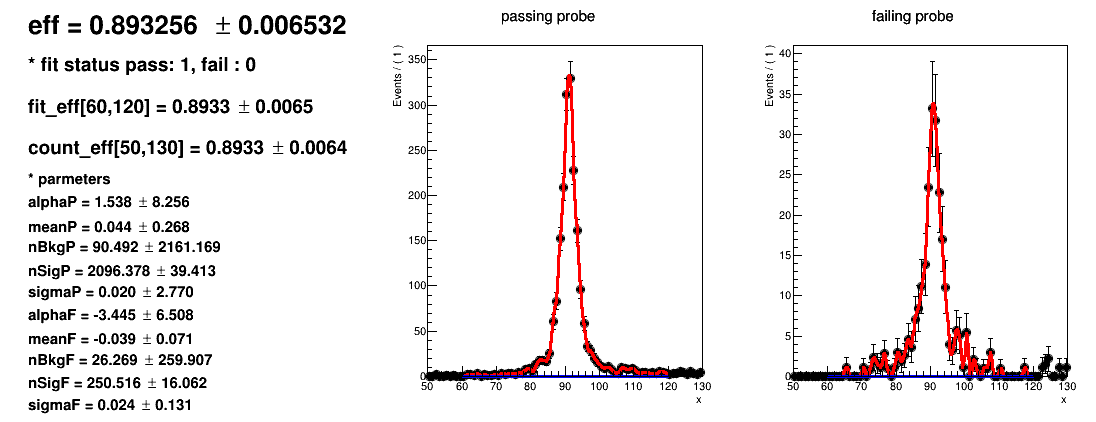 eff = 0.893256 ± 0.006532
* fit status pass: 1, fail : 0
fit_eff[60,120] = 0.8933 ± 0.0065
count_eff[50,130] = 0.8933 ± 0.0064
* parmeters
alphaP = 1.538 ± 8.256
meanP = 0.044 ± 0.268
nBkgP = 90.492 ± 2161.169
nSigP = 2096.378 ± 39.413
sigmaP = 0.020 ± 2.770
alphaF = -3.445 ± 6.508
meanF = -0.039 ± 0.071
nBkgF = 26.269 ± 259.907
nSigF = 250.516 ± 16.062
sigmaF = 0.024 ± 0.131
passing probe
Events / ( 1 )
350
300
250
200
150
100
50
0
50 60 70 80 90 100 110 120 130
x
failing probe
Events / ( 1 )
40
35
30
25
20
15
10
5
0
50 60 70 80 90 100 110 120 130
x